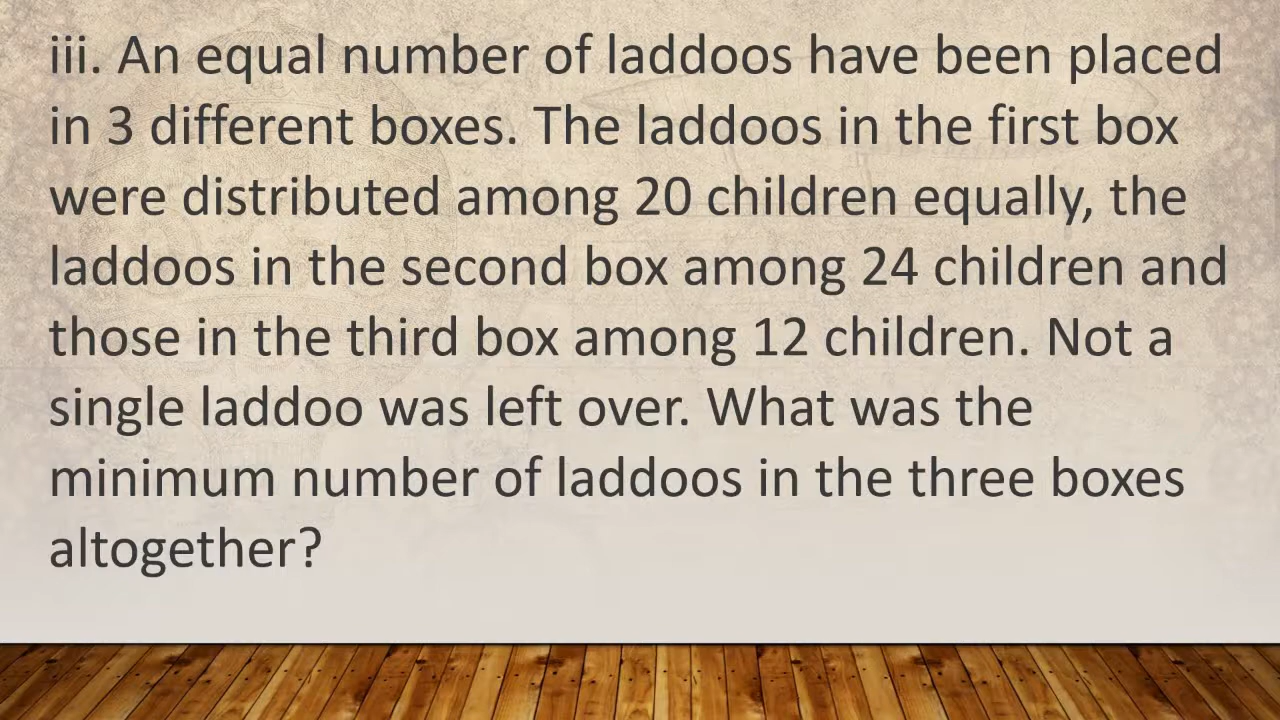 iii. An equal number of laddoos have been placed
in 3 different boxes. The laddoos in the first box
were distributed among 20 children equally, the
laddoos in the second box among 24 children and
those in the third box among 12 children. Not a
single laddoo was left over. What was the
minimum number of laddoos in the three boxes
altogether?